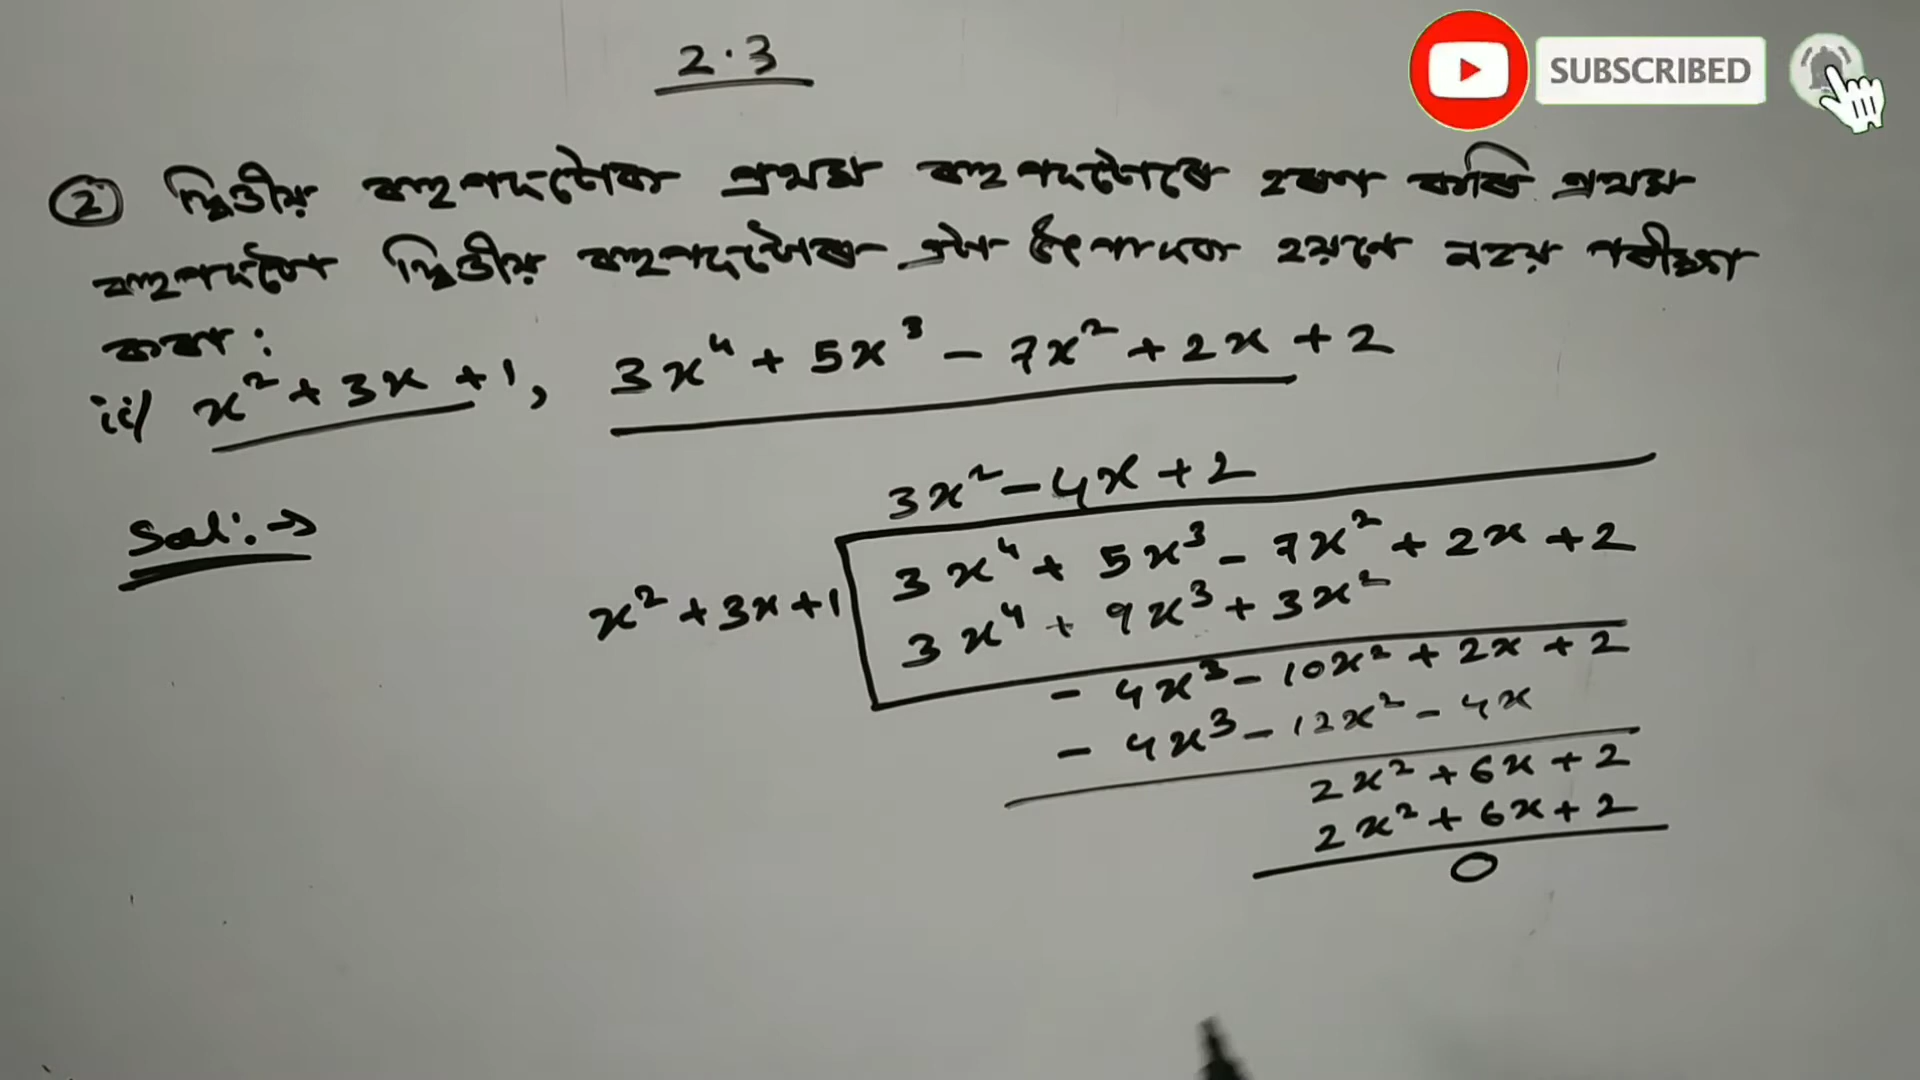 2.3
SUBSCRIBED
② দ্বিতীয় বহুপদটোক প্ৰথম বহুপদটোৰে হৰণ কৰি প্ৰথম
বহুপদটো দ্বিতীয় বহুপদটোৰ এটা উৎপাদক হয়নে নহয় পৰীক্ষা
কৰা :
ii) x² + 3x + 1, 3x⁴ + 5x³ - 7x² + 2x + 2
Sol: →
3x² - 4x + 2
x² + 3x + 1 3x⁴ + 5x³ - 7x² + 2x + 2
3x⁴ + 9x³ + 3x²
- 4x³ - 10x² + 2x + 2
- 4x³ - 12x² - 4x
2x² + 6x + 2
2x² + 6x + 2
0